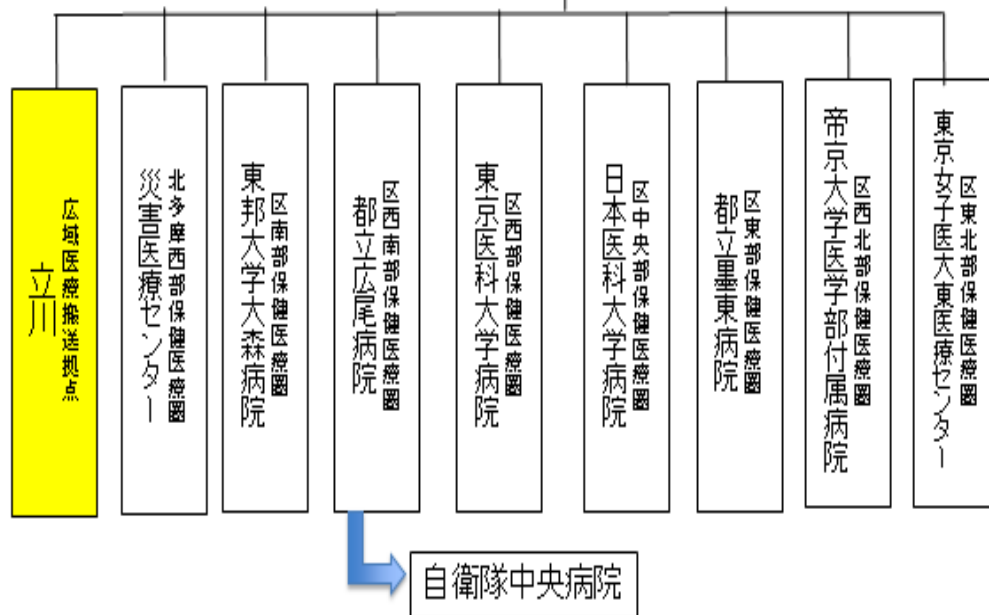 広域医療搬送拠点
立川
北多摩西部保健医療圏
災害医療センター
区南部保健医療圏
東邦大学大森病院
区西南部保健医療圏
都立広尾病院
区西部保健医療圏
東京医科大学病院
区中央部保健医療圏
日本医科大学病院
区東部保健医療圏
都立墨東病院
区西北部保健医療圏
帝京大学医学部付属病院
区東北部保健医療圏
東京女子医大東医療センター
自衛隊中央病院